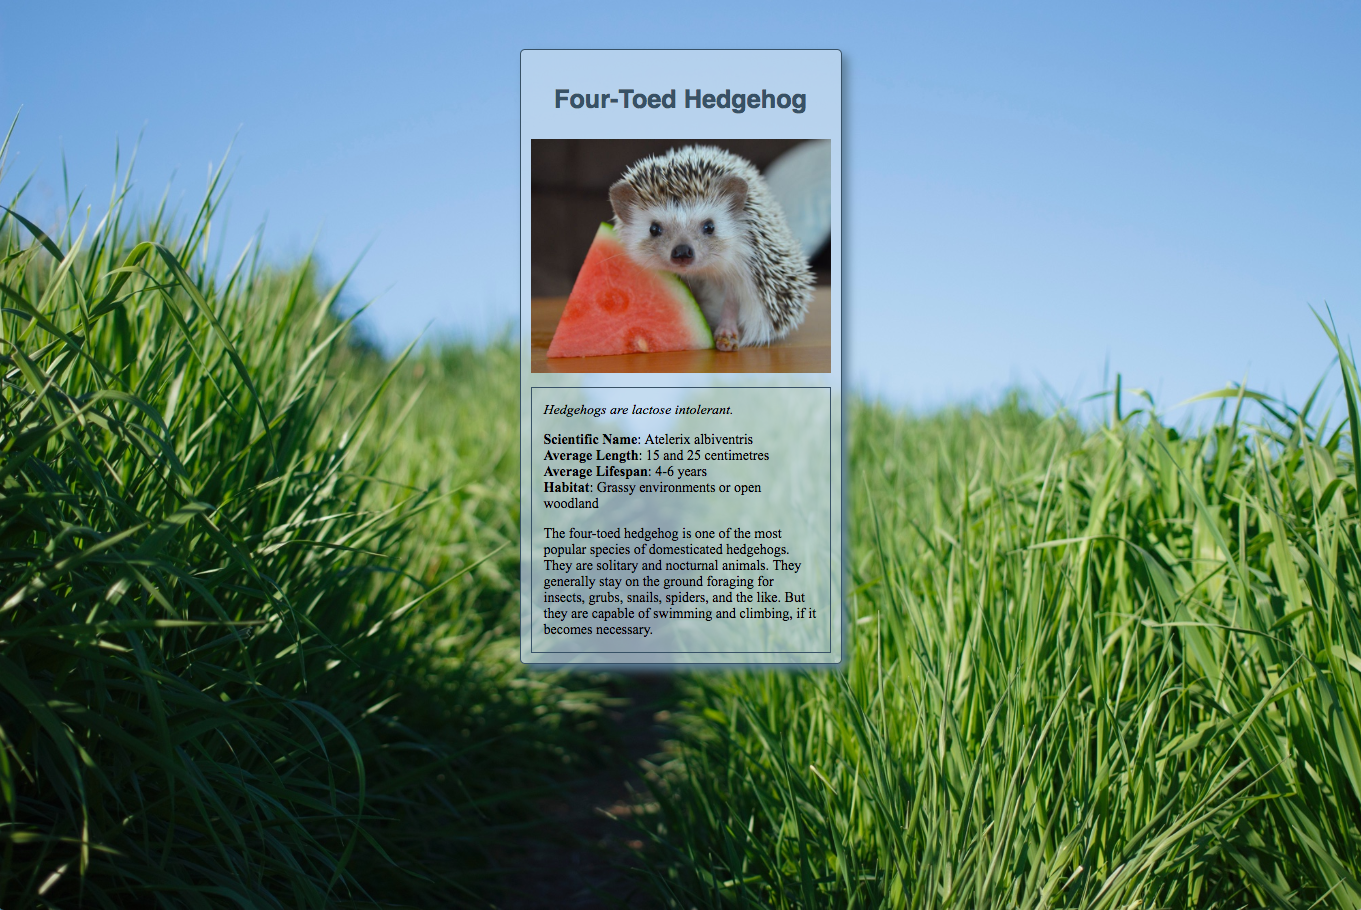 Four-Toed Hedgehog
Hedgehogs are lactose intolerant.
Scientific Name: Atelerix albiventris
Average Length: 15 and 25 centimetres
Average Lifespan: 4-6 years
Habitat: Grassy environments or open
woodland
The four-toed hedgehog is one of the most
popular species of domesticated hedgehogs.
They are solitary and nocturnal animals. They
generally stay on the ground foraging for
insects, grubs, snails, spiders, and the like. But
they are capable of swimming and climbing, if it
becomes necessary.